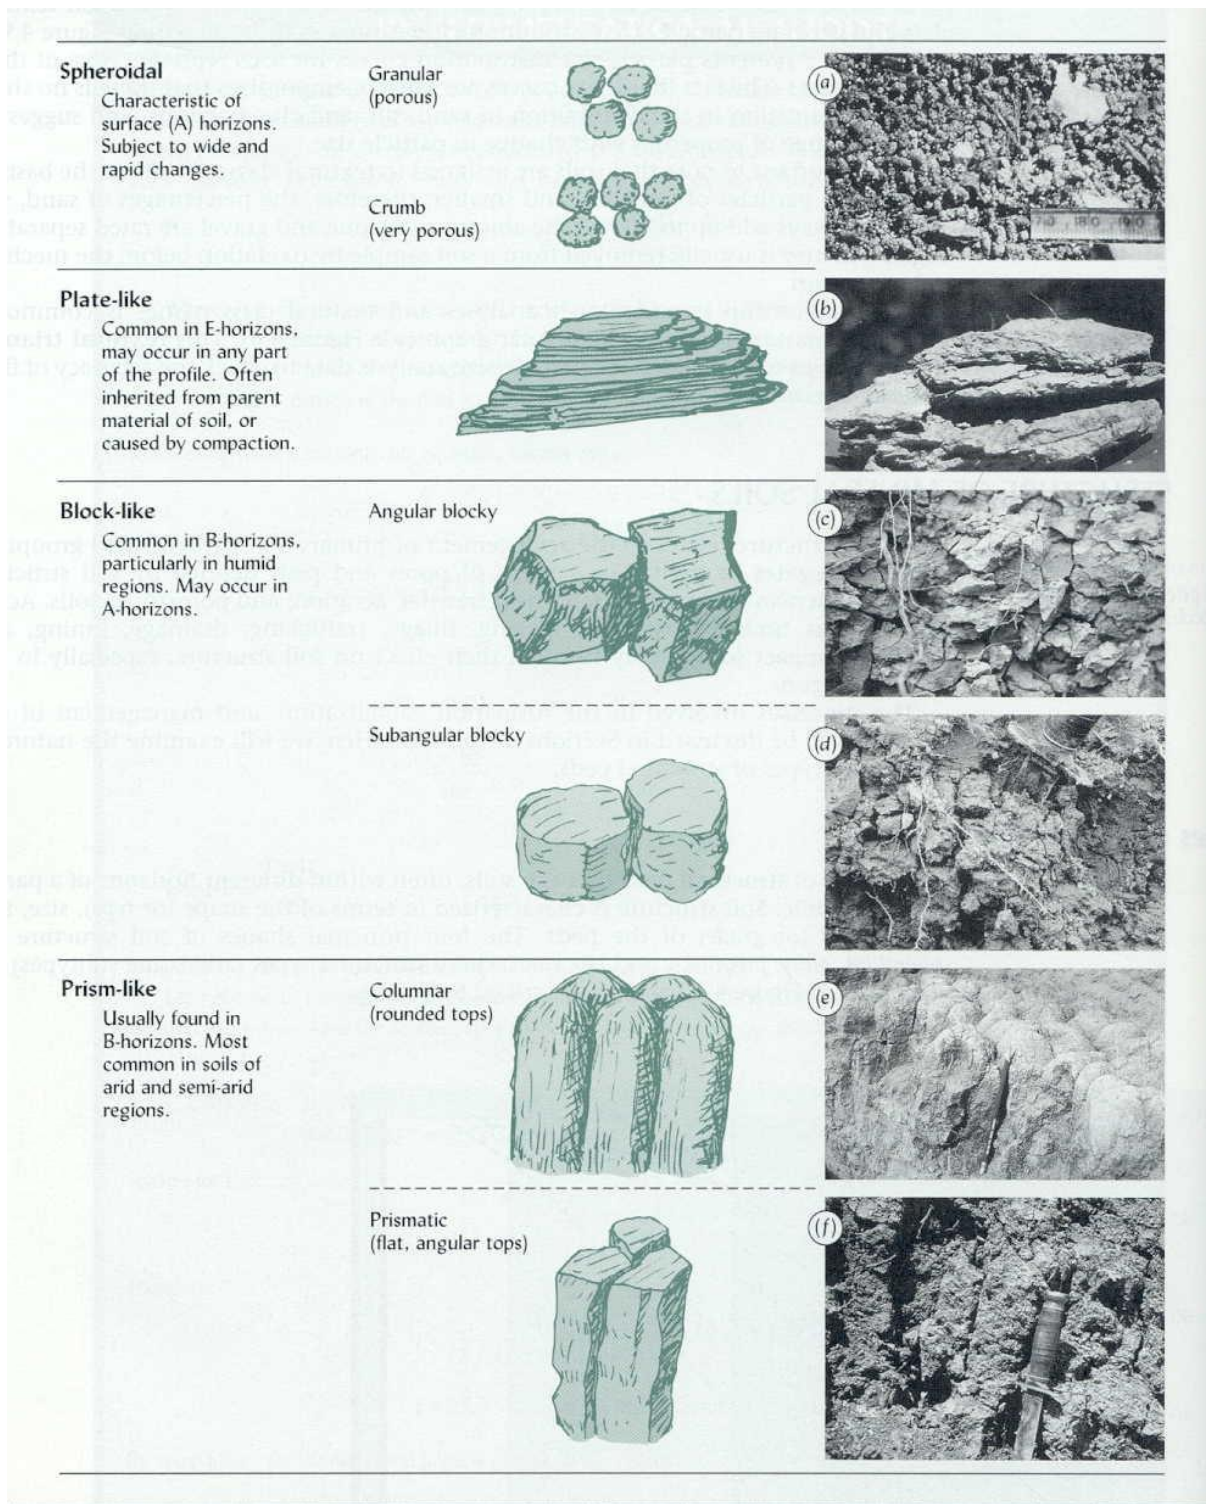 Spheroidal
Characteristic of
surface (A) horizons.
Subject to wide and
rapid changes.
Granular
(porous)
Crumb
(very porous)
(a)
Plate-like
Common in E-horizons,
may occur in any part
of the profile. Often
inherited from parent
material of soil, or
caused by compaction.
(b)
Block-like
Common in B-horizons,
particularly in humid
regions. May occur in
A-horizons.
Angular blocky
(c)
Subangular blocky
(d)
Prism-like
Usually found in
B-horizons. Most
common in soils of
arid and semi-arid
regions.
Columnar
(rounded tops)
(e)
Prismatic
(flat, angular tops)
(f)